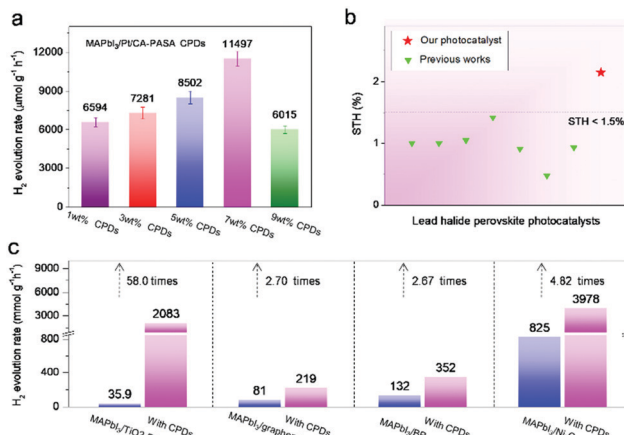 a
H₂ evolution rate (μmol g⁻¹ h⁻¹)
12000
9000
6000
3000
0
MAPbI₃/Pt/CA-PASA CPDs
6594
7281
8502
11497
6015
1wt% CPDs
3wt% CPDs
5wt% CPDs
7wt% CPDs
9wt% CPDs
b
STH (%)
2
1
0
Our photocatalyst
Previous works
STH < 1.5%
Lead halide perovskite photocatalysts
c
H₂ evolution rate (mmol g⁻¹h⁻¹)
9000
6000
3000
800
400
0
58.0 times
2.70 times
2.67 times
4.82 times
35.9
2083
81
219
132
352
825
3978
MAPbI₃/TiO2
With CPDs
MAPbI₃/graphe
With CPDs
With CPDs
With CPDs